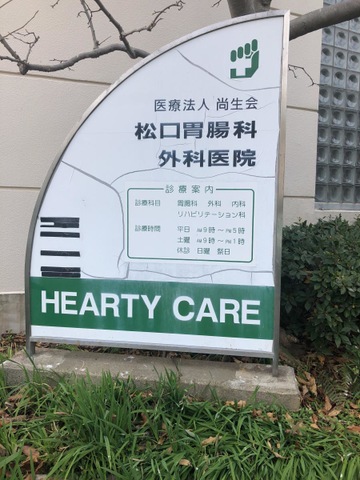 医療法人 尚生会
松口胃腸科
外科医院
診療案内
診療科目 胃腸科 外科 内科
リハビリテーション科
診療時間 平日 AM9時〜PM5時
土曜 AM9時〜PM1時
休診 日曜 祭日
HEARTY CARE